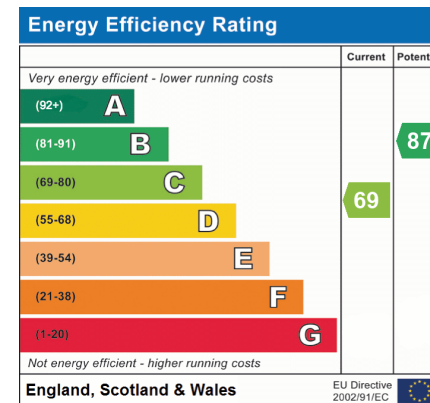 Energy Efficiency Rating
Current Potent
Very energy efficient - lower running costs
(92+) A
(81-91) B
87
(69-80) C
69
(55-68) D
(39-54) E
(21-38) F
(1-20) G
Not energy efficient - higher running costs
England, Scotland & Wales
EU Directive
2002/91/EC